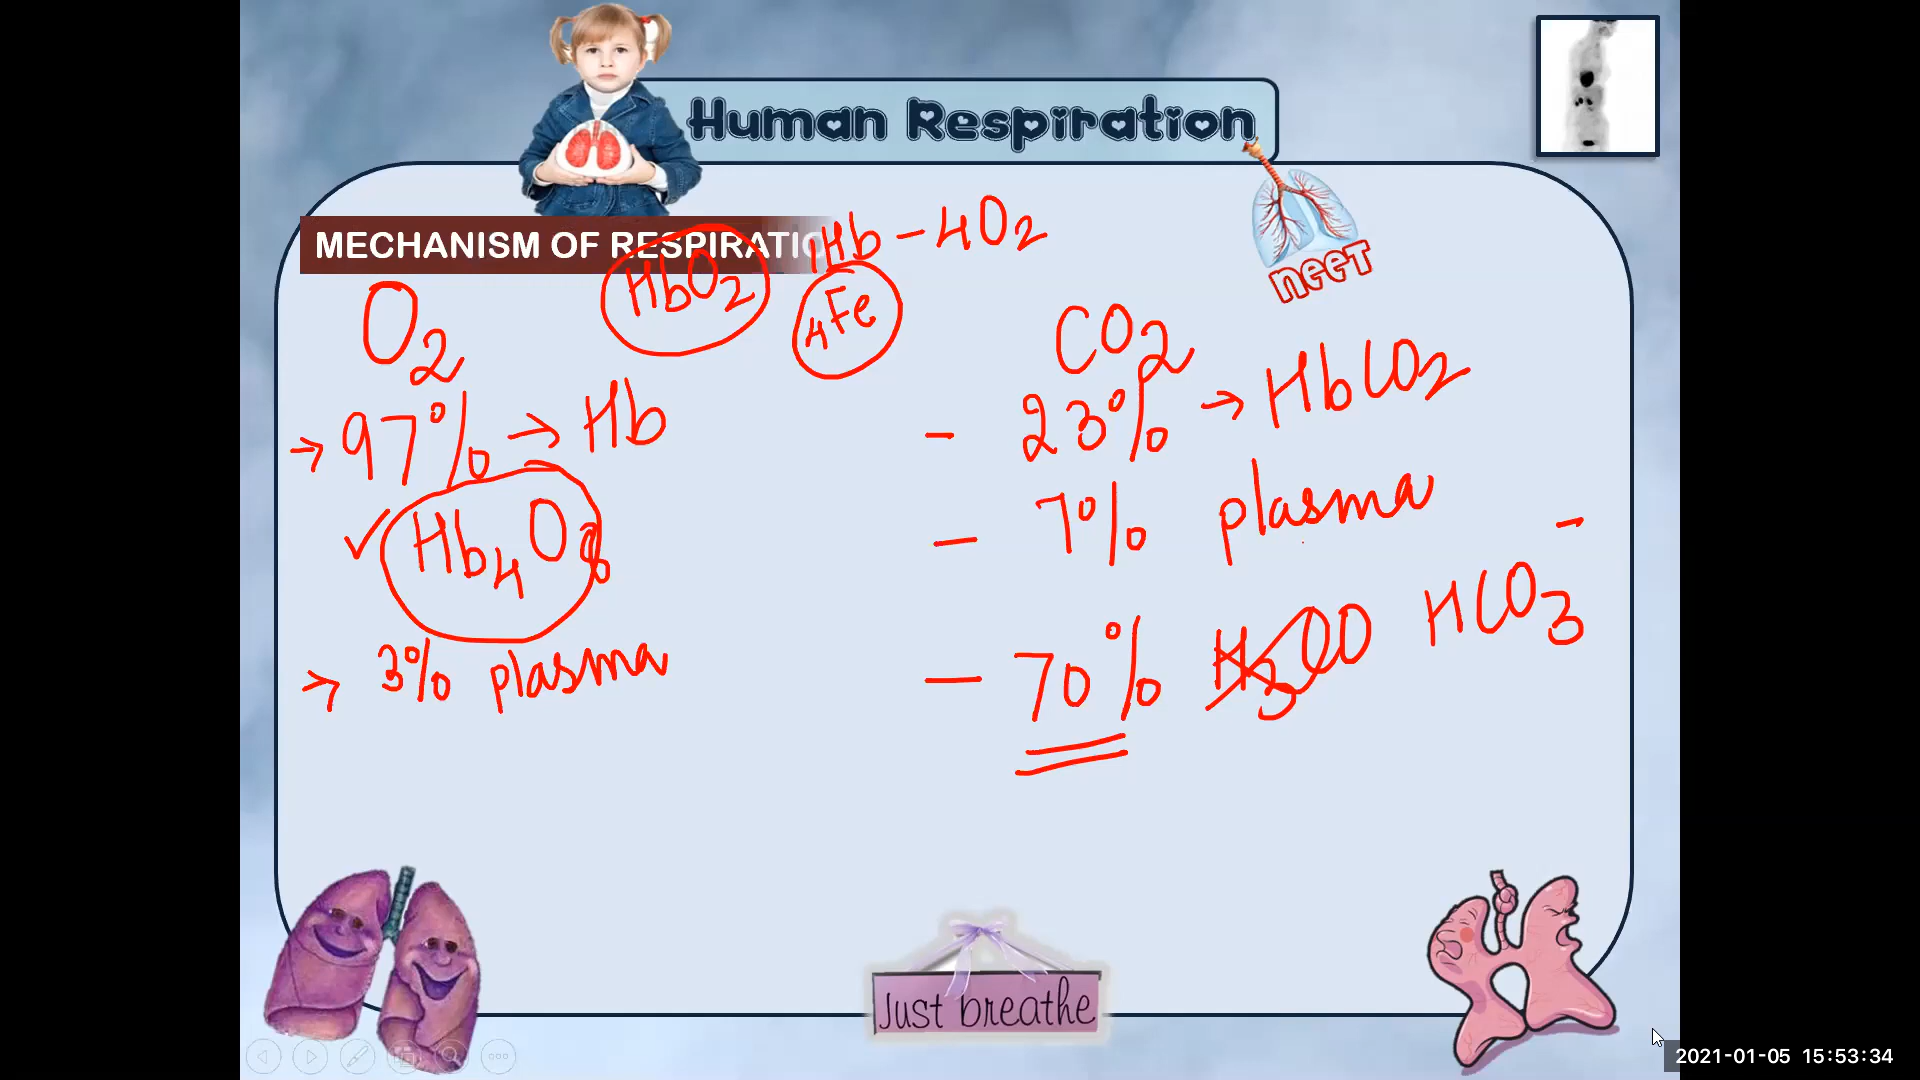 Human Respiration
MECHANISM OF RESPIRATIO
1Hb - 4O2
HbO2
4Fe
NEET
O2
→ 97% → Hb
✓ Hb4O8
→ 3% plasma
CO2
- 23% → HbCO2
- 7% plasma
- 70% HCO3-
Just breathe
2021-01-05 15:53:34